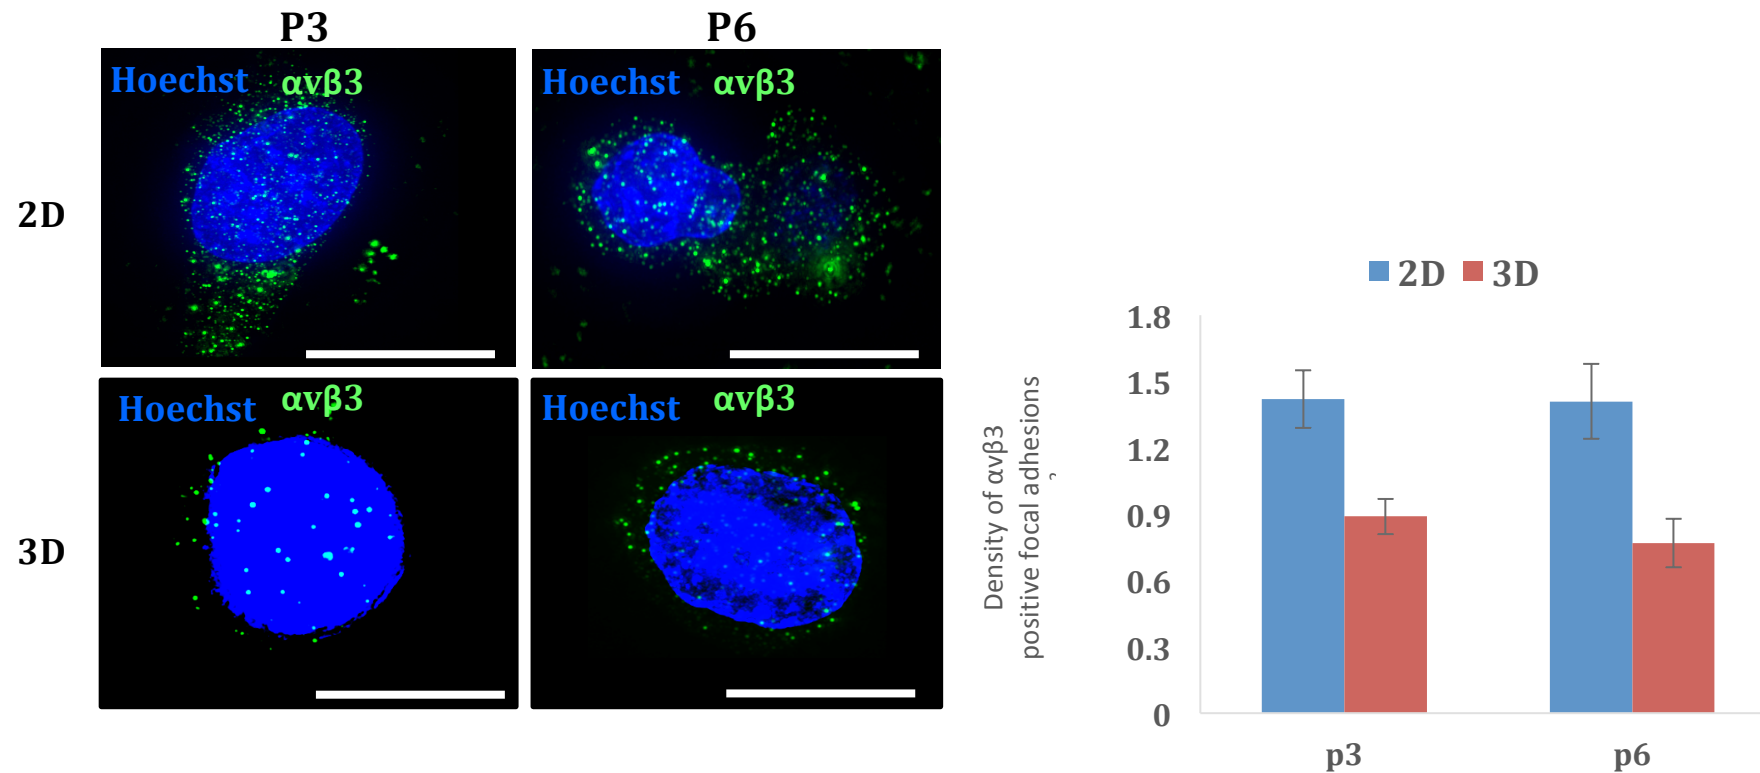 P3 P6
Hoechst αvβ3
Hoechst αvβ3
2D
Hoechst αvβ3
Hoechst αvβ3
3D
2D 3D
Density of αvβ3
positive focal adhesions
1.8
1.5
1.2
0.9
0.6
0.3
0
p3 p6